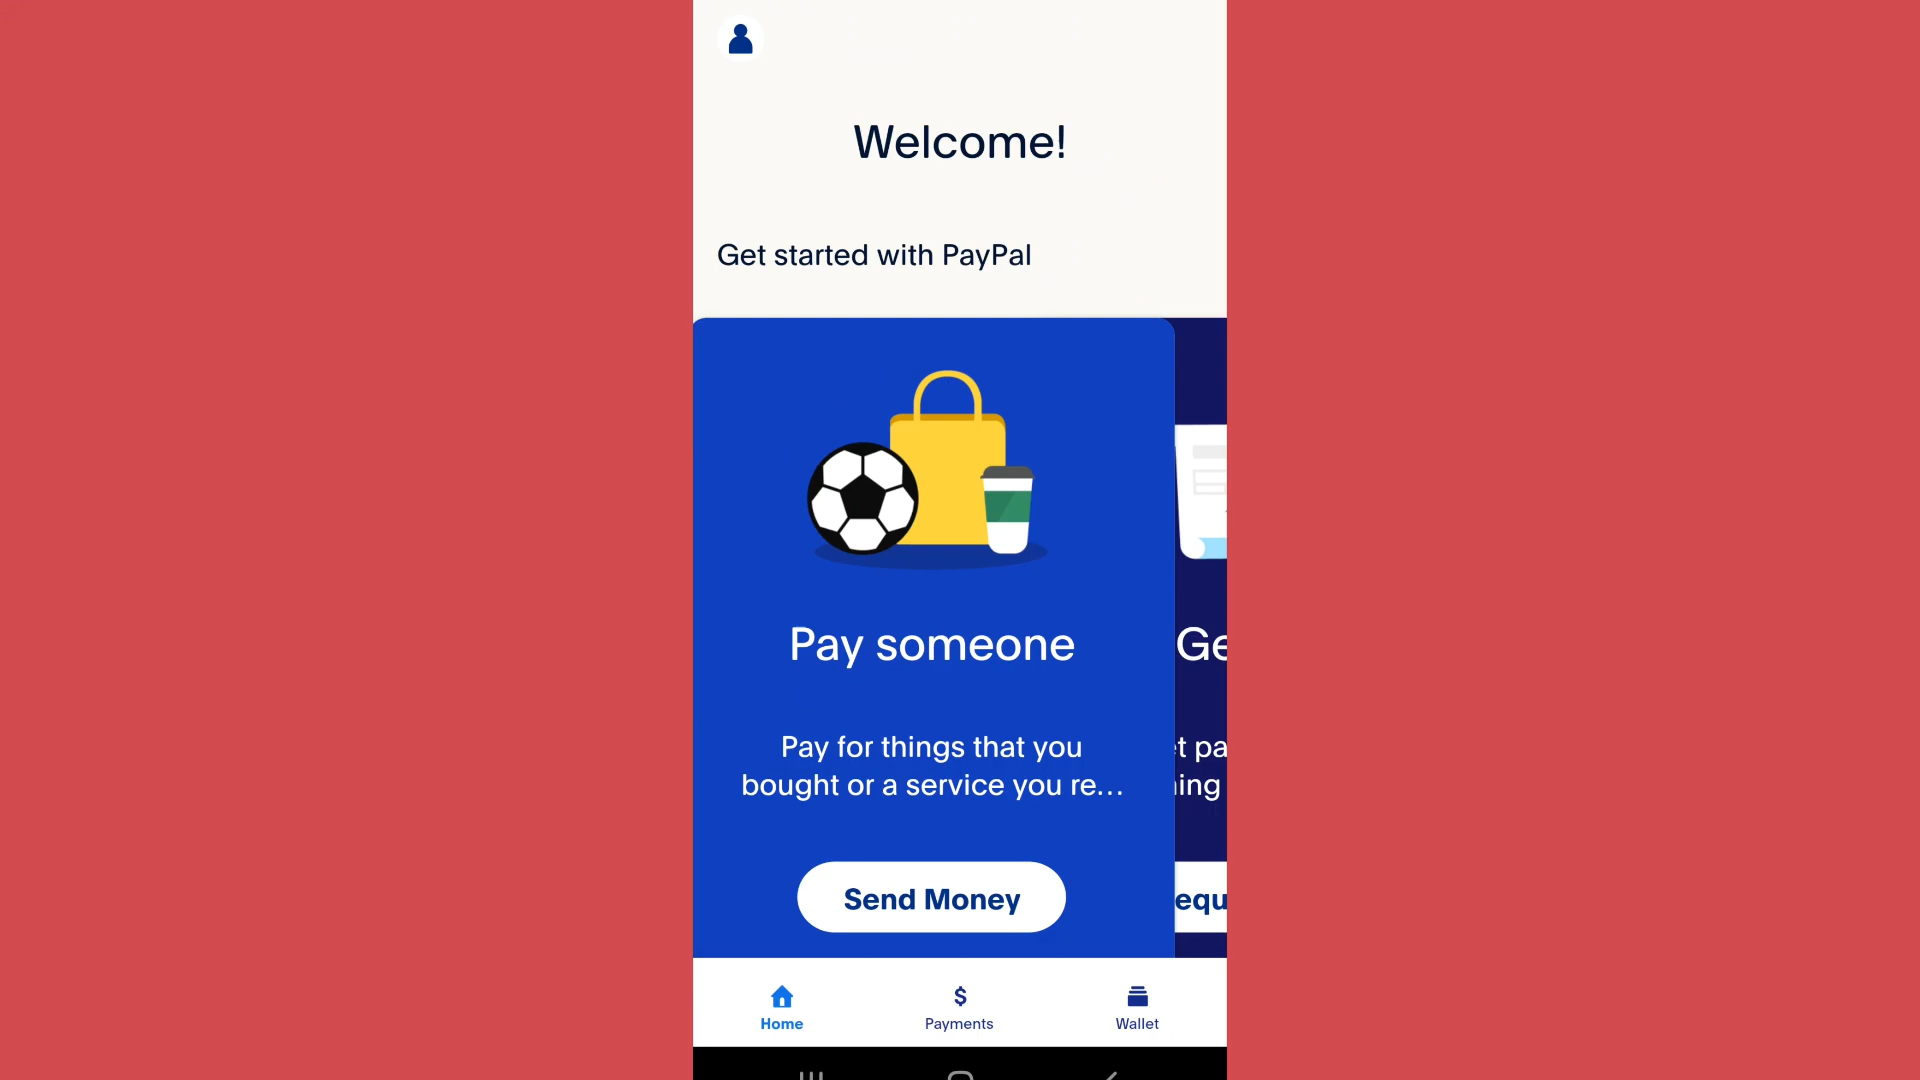 Welcome!
Get started with PayPal
Pay someone
Pay for things that you
bought or a service you re...
Send Money
Ge
t pa
ing
equ
Home
Payments
Wallet